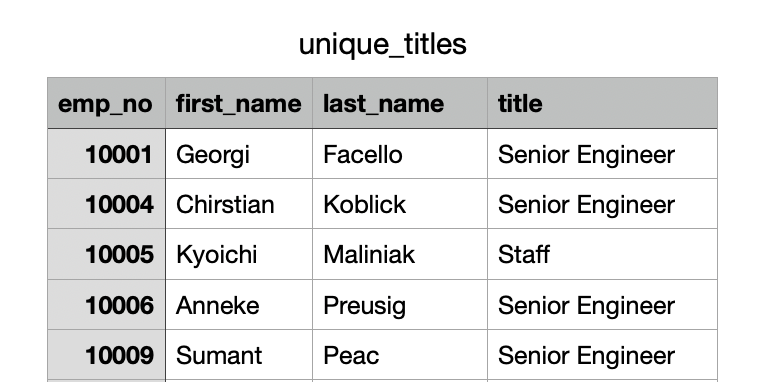 unique_titles
emp_no first_name last_name title
10001 Georgi Facello Senior Engineer
10004 Chirstian Koblick Senior Engineer
10005 Kyoichi Maliniak Staff
10006 Anneke Preusig Senior Engineer
10009 Sumant Peac Senior Engineer